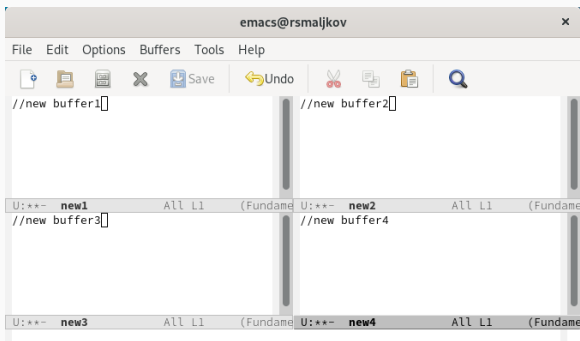 emacs@rsmaljkov ×
File Edit Options Buffers Tools Help
Save Undo
//new buffer1
U:**- new1 All L1 (Fundame
//new buffer2
U:**- new2 All L1 (Fundame
//new buffer3
U:**- new3 All L1 (Fundame
//new buffer4
U:**- new4 All L1 (Fundame